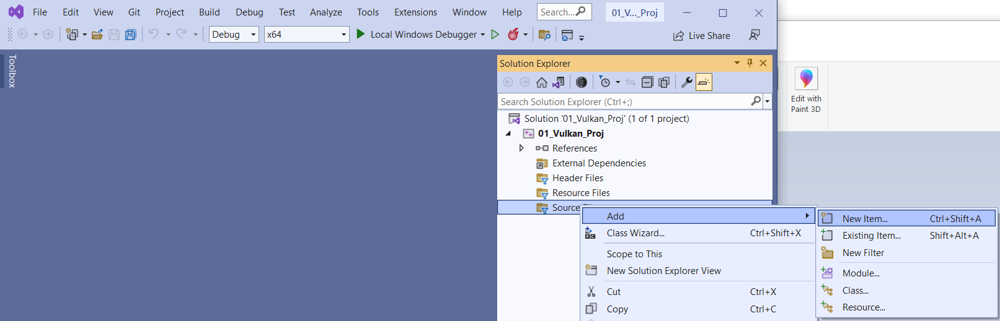 File Edit View Git Project Build Debug Test Analyze Tools Extensions Window Help Search... 01_V..._Proj
Debug x64 Local Windows Debugger Live Share
Toolbox
Solution Explorer
Search Solution Explorer (Ctrl+;)
Edit with
Paint 3D
Solution '01_Vulkan_Proj' (1 of 1 project)
01_Vulkan_Proj
References
External Dependencies
Header Files
Resource Files
Source
Add
Class Wizard... Ctrl+Shift+X
Scope to This
New Solution Explorer View
Cut Ctrl+X
Copy Ctrl+C
New Item... Ctrl+Shift+A
Existing Item... Shift+Alt+A
New Filter
Module...
Class...
Resource...